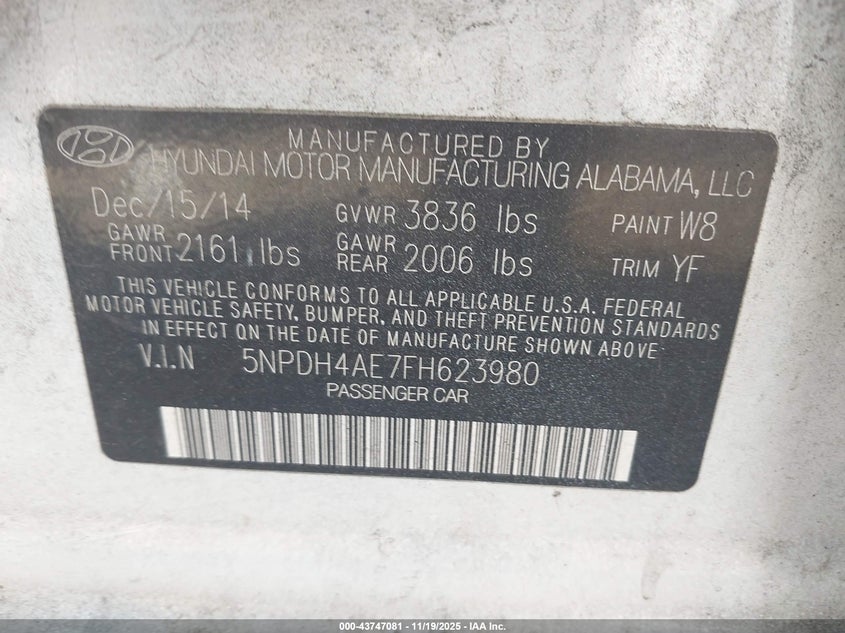 MANUFACTURED BY
HYUNDAI MOTOR MANUFACTURING ALABAMA, LLC
Dec/15/14 GVWR 3836 lbs PAINT W8
GAWR FRONT 2161 lbs GAWR REAR 2006 lbs TRIM YF
THIS VEHICLE CONFORMS TO ALL APPLICABLE U.S.A. FEDERAL
MOTOR VEHICLE SAFETY, BUMPER, AND THEFT PREVENTION STANDARDS
IN EFFECT ON THE DATE OF MANUFACTURE SHOWN ABOVE.
V.I.N 5NPDH4AE7FH623980
PASSENGER CAR
000-43747081 - 11/19/2025 - IAA Inc.